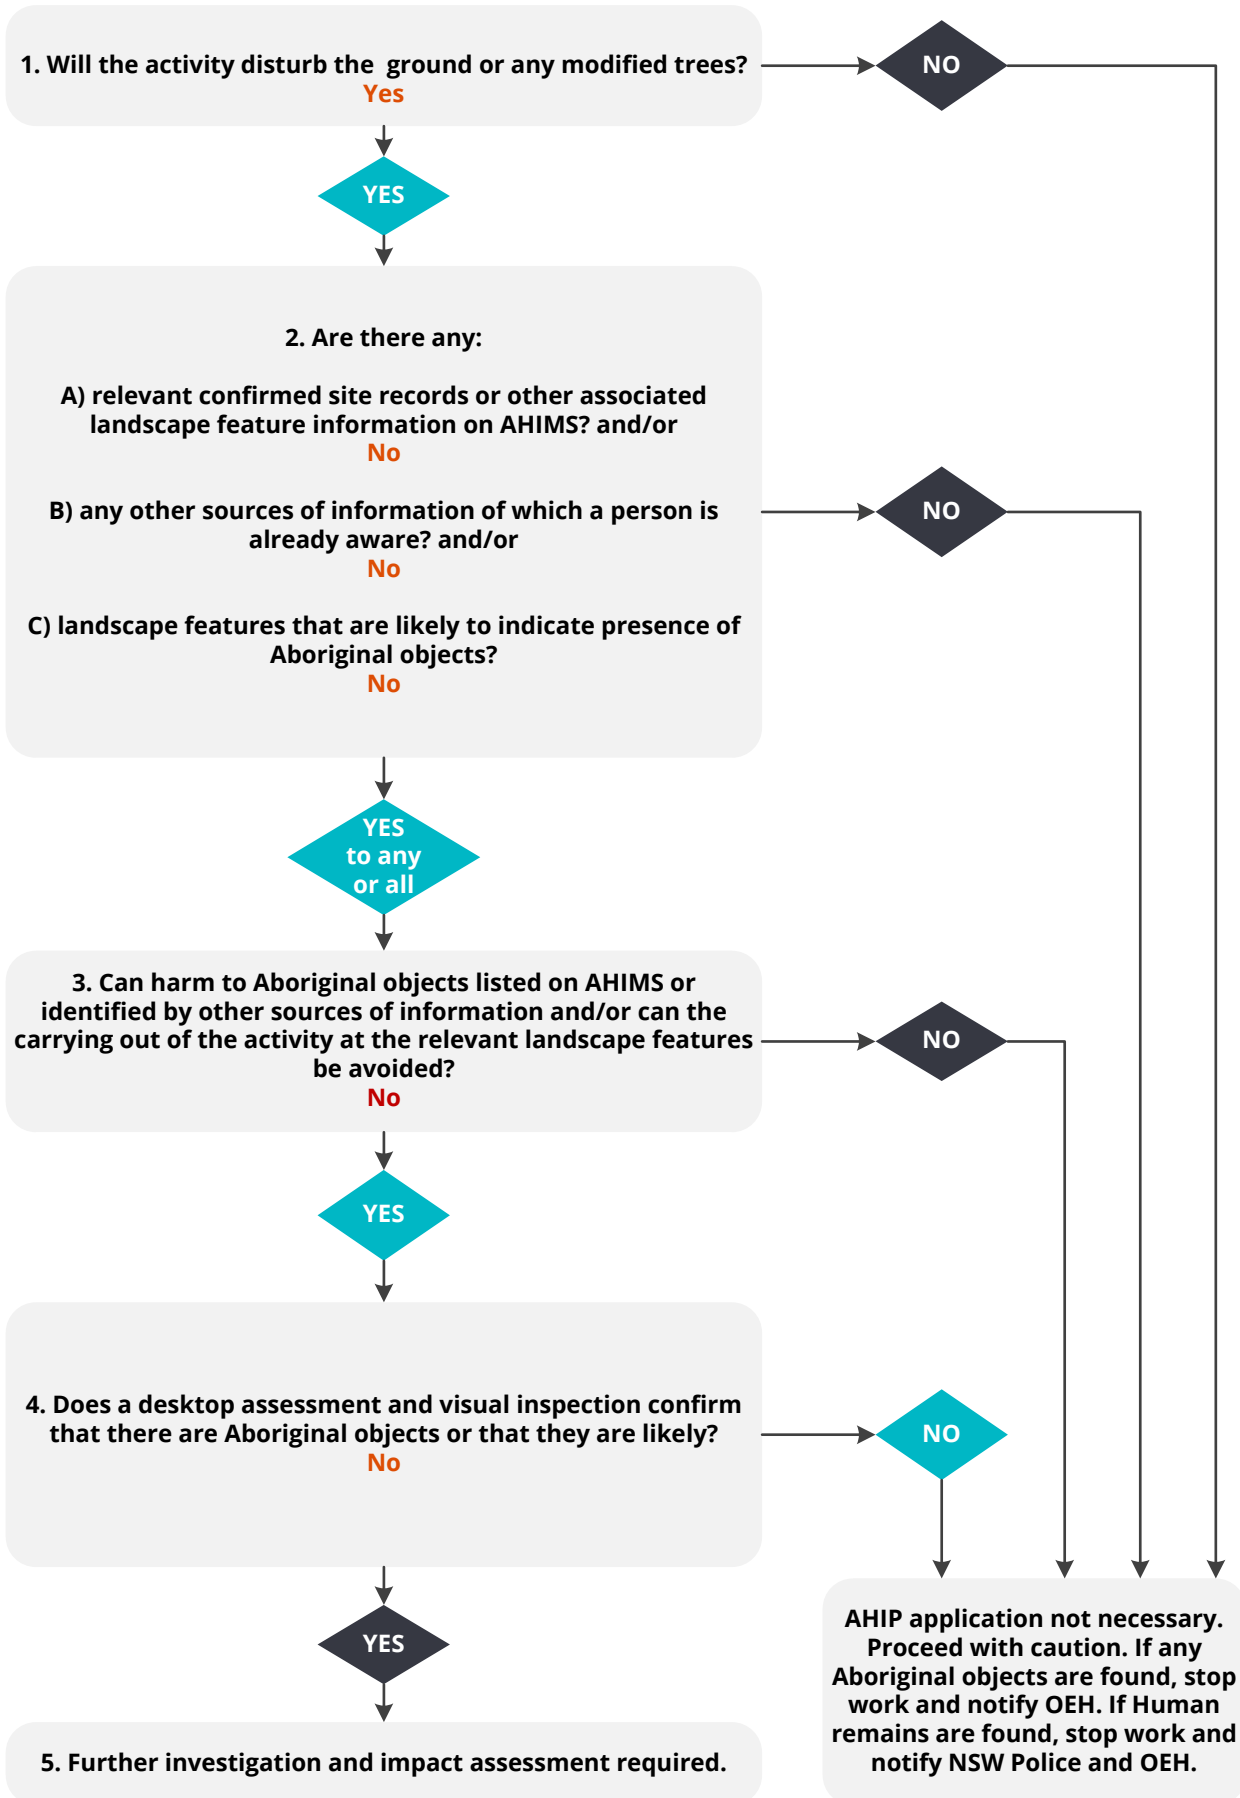 1. Will the activity disturb the  ground or any modified trees?
Yes
NO
YES
2. Are there any:
A) relevant confirmed site records or other associated
landscape feature information on AHIMS? and/or
No
B) any other sources of information of which a person is
already aware? and/or
No
C) landscape features that are likely to indicate presence of
Aboriginal objects?
No
NO
YES
to any
or all
3. Can harm to Aboriginal objects listed on AHIMS or
identified by other sources of information and/or can the
carrying out of the activity at the relevant landscape features
be avoided?
No
NO
YES
4. Does a desktop assessment and visual inspection confirm
that there are Aboriginal objects or that they are likely?
No
NO
YES
5. Further investigation and impact assessment required.
AHIP application not necessary.
Proceed with caution. If any
Aboriginal objects are found, stop
work and notify OEH. If Human
remains are found, stop work and
notify NSW Police and OEH.